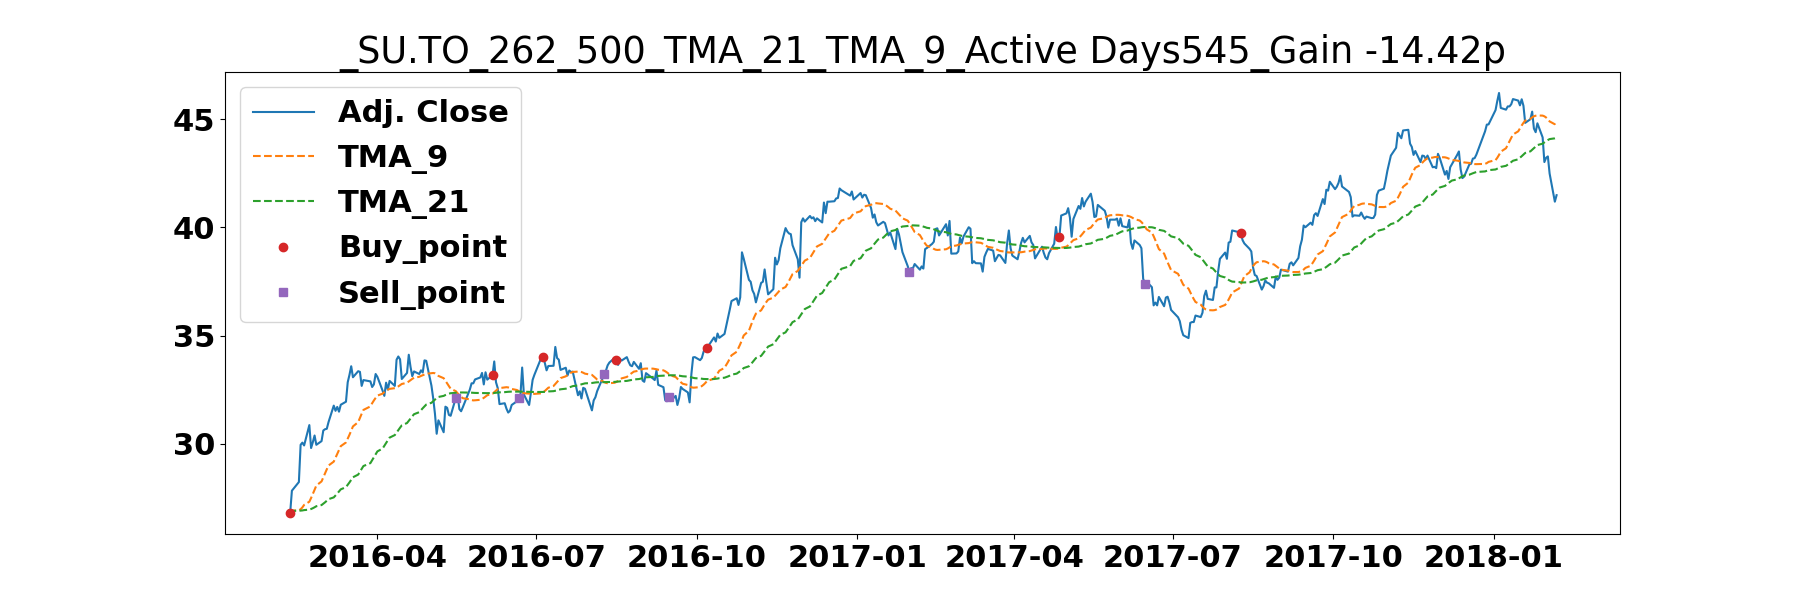 _SU.TO_262_500_TMA_21_TMA_9_Active Days545_Gain -14.42p
Adj. Close
TMA_9
TMA_21
Buy_point
Sell_point
45
40
35
30
2016-04 2016-07 2016-10 2017-01 2017-04 2017-07 2017-10 2018-01